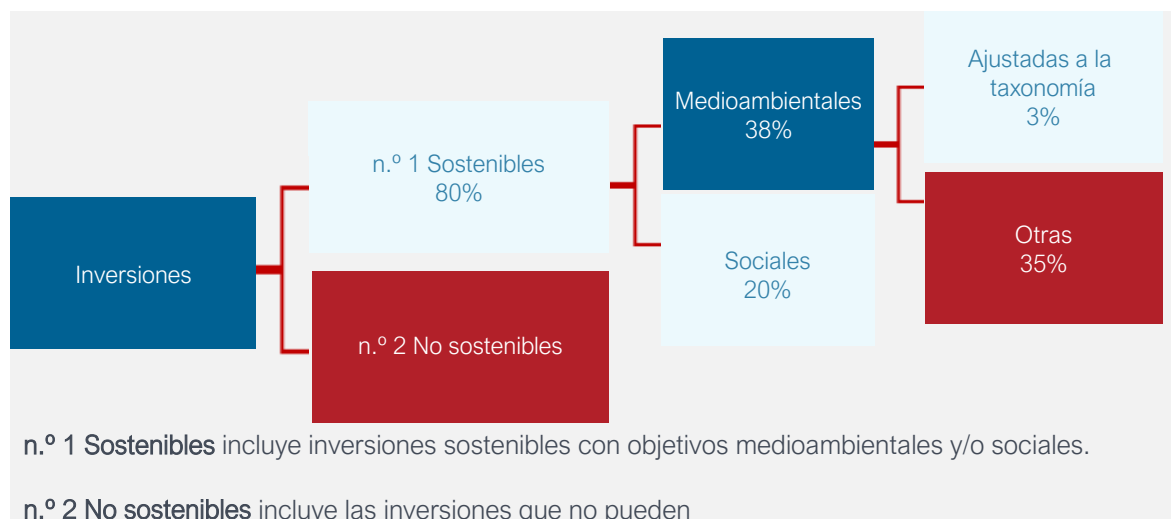 Ajustadas a la
taxonomía
3%
Medioambientales
38%
n.º 1 Sostenibles
80%
Otras
35%
Inversiones
Sociales
20%
n.º 2 No sostenibles
n.º 1 Sostenibles incluye inversiones sostenibles con objetivos medioambientales y/o sociales.
n.º 2 No sostenibles incluye las inversiones que no pueden